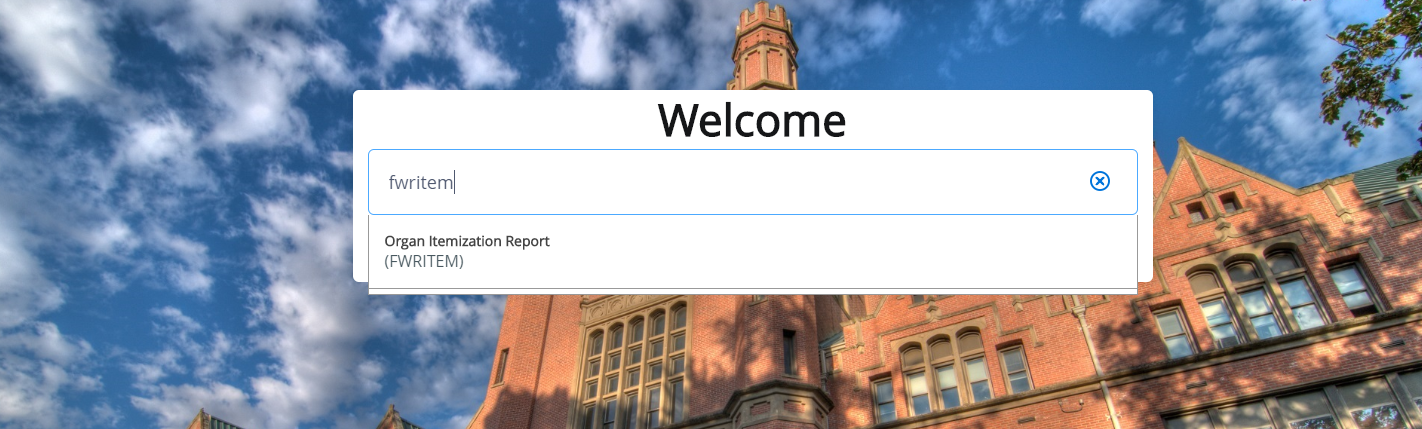 Welcome
fwritem
Organ Itemization Report
(FWRITEM)